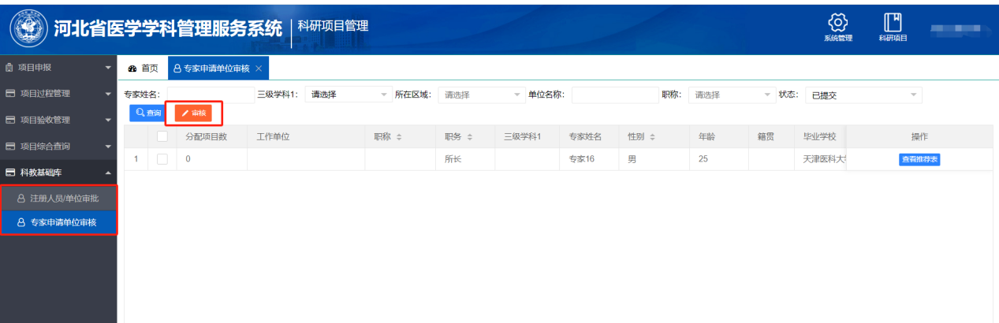 河北省医学学科管理服务系统 科研项目管理
系统管理 科研项目
项目申报
项目过程管理
项目验收管理
项目综合查询
科教基础库
注册人员/单位审批
专家申请单位审核
首页 专家申请单位审核 ×
专家姓名: 三级学科1: 请选择 所在区域: 请选择 单位名称: 职称: 请选择 状态: 已提交
查询 审核
分配项目数 工作单位 职称 职务 三级学科1 专家姓名 性别 年龄 籍贯 毕业学校 操作
1 0 所长 专家16 男 25 天津医科大 查看推荐表